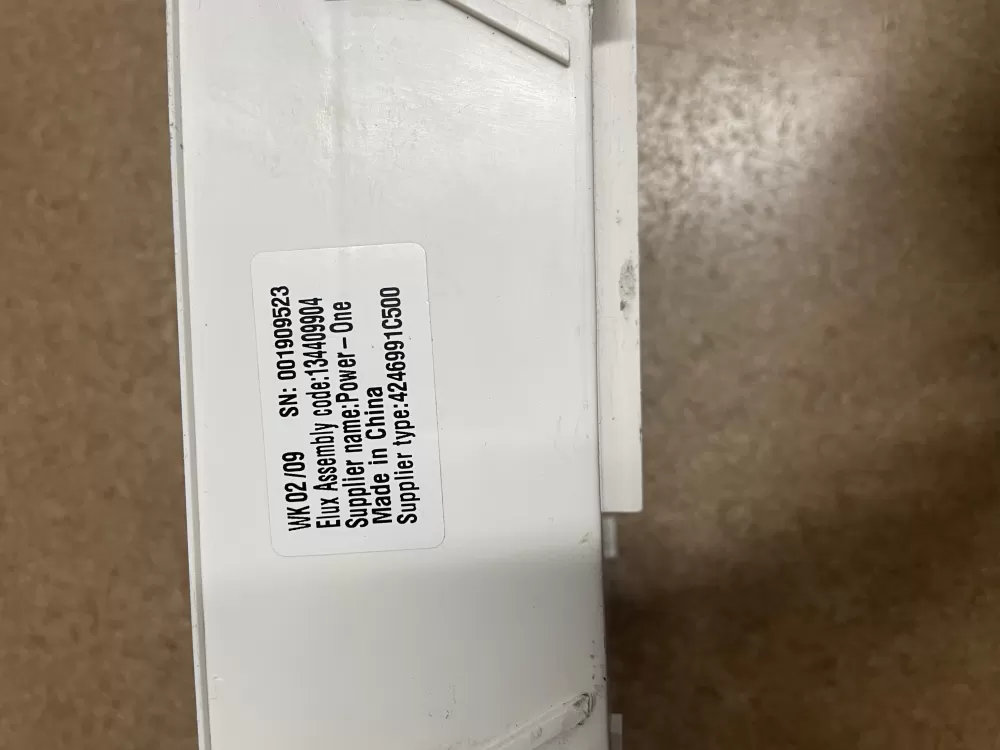 WK 02/09 SN: 001909523
Elux Assembly code:134409904
Supplier name:Power-One
Made in China
Supplier type:4246991C500